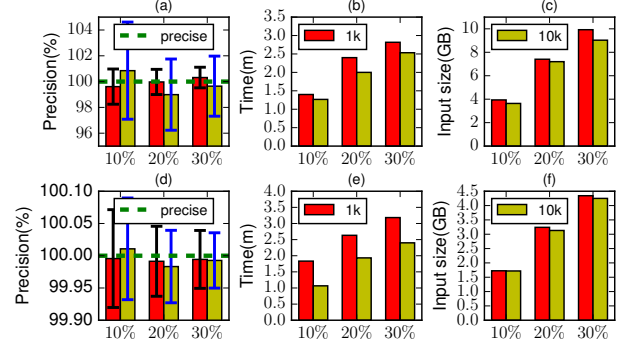 (a)
Precision(%)
104
102
100
98
96
precise
10% 20% 30%
(b)
Time(m)
3.5
3.0
2.5
2.0
1.5
1.0
0.5
0.0
1k
10% 20% 30%
(c)
Input size(GB)
10
8
6
4
2
0
10k
10% 20% 30%
(d)
Precision(%)
100.10
100.05
100.00
99.95
99.90
precise
10% 20% 30%
(e)
Time(m)
4.0
3.5
3.0
2.5
2.0
1.5
1.0
0.5
0.0
1k
10% 20% 30%
(f)
Input size(GB)
4.5
4.0
3.5
3.0
2.5
2.0
1.5
1.0
0.5
0.0
10k
10% 20% 30%